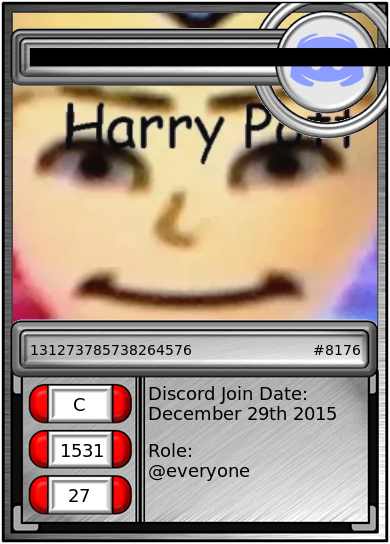 Harry
131273785738264576 #8176
C
1531
27
Discord Join Date:
December 29th 2015
Role:
@everyone